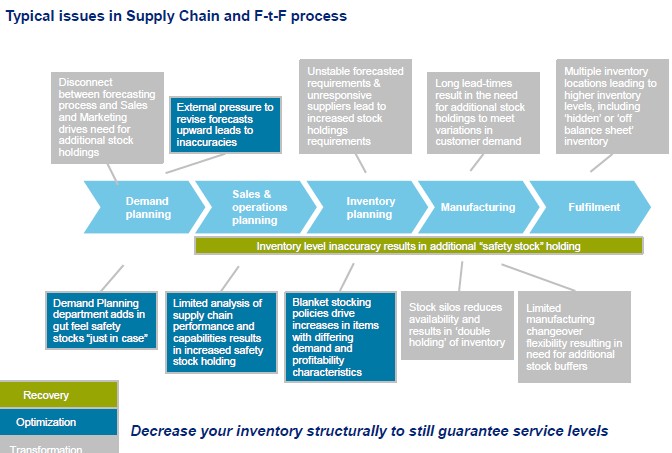 Typical issues in Supply Chain and F-t-F process
Disconnect
between forecasting
process and Sales
and Marketing
drives need for
additional stock
holdings
External pressure to
revise forecasts
upward leads to
inaccuracies
Unstable forecasted
requirements &
unresponsive
suppliers lead to
increased stock
holdings
requirements
Long lead-times
result in the need
for additional stock
holdings to meet
variations in
customer demand
Multiple inventory
locations leading to
higher inventory
levels, including
‘hidden’ or ‘off
balance sheet’
inventory
Demand
planning
Sales &
operations
planning
Inventory
planning
Manufacturing
Fulfilment
Inventory level inaccuracy results in additional “safety stock” holding
Demand Planning
department adds in
gut feel safety
stocks “just in case”
Limited analysis of
supply chain
performance and
capabilities results
in increased safety
stock holding
Blanket stocking
policies drive
increases in items
with differing
demand and
profitability
characteristics
Stock silos reduces
availability and
results in ‘double
holding’ of inventory
Limited
manufacturing
changeover
flexibility resulting in
need for additional
stock buffers
Recovery
Optimization
Transformation
Decrease your inventory structurally to still guarantee service levels